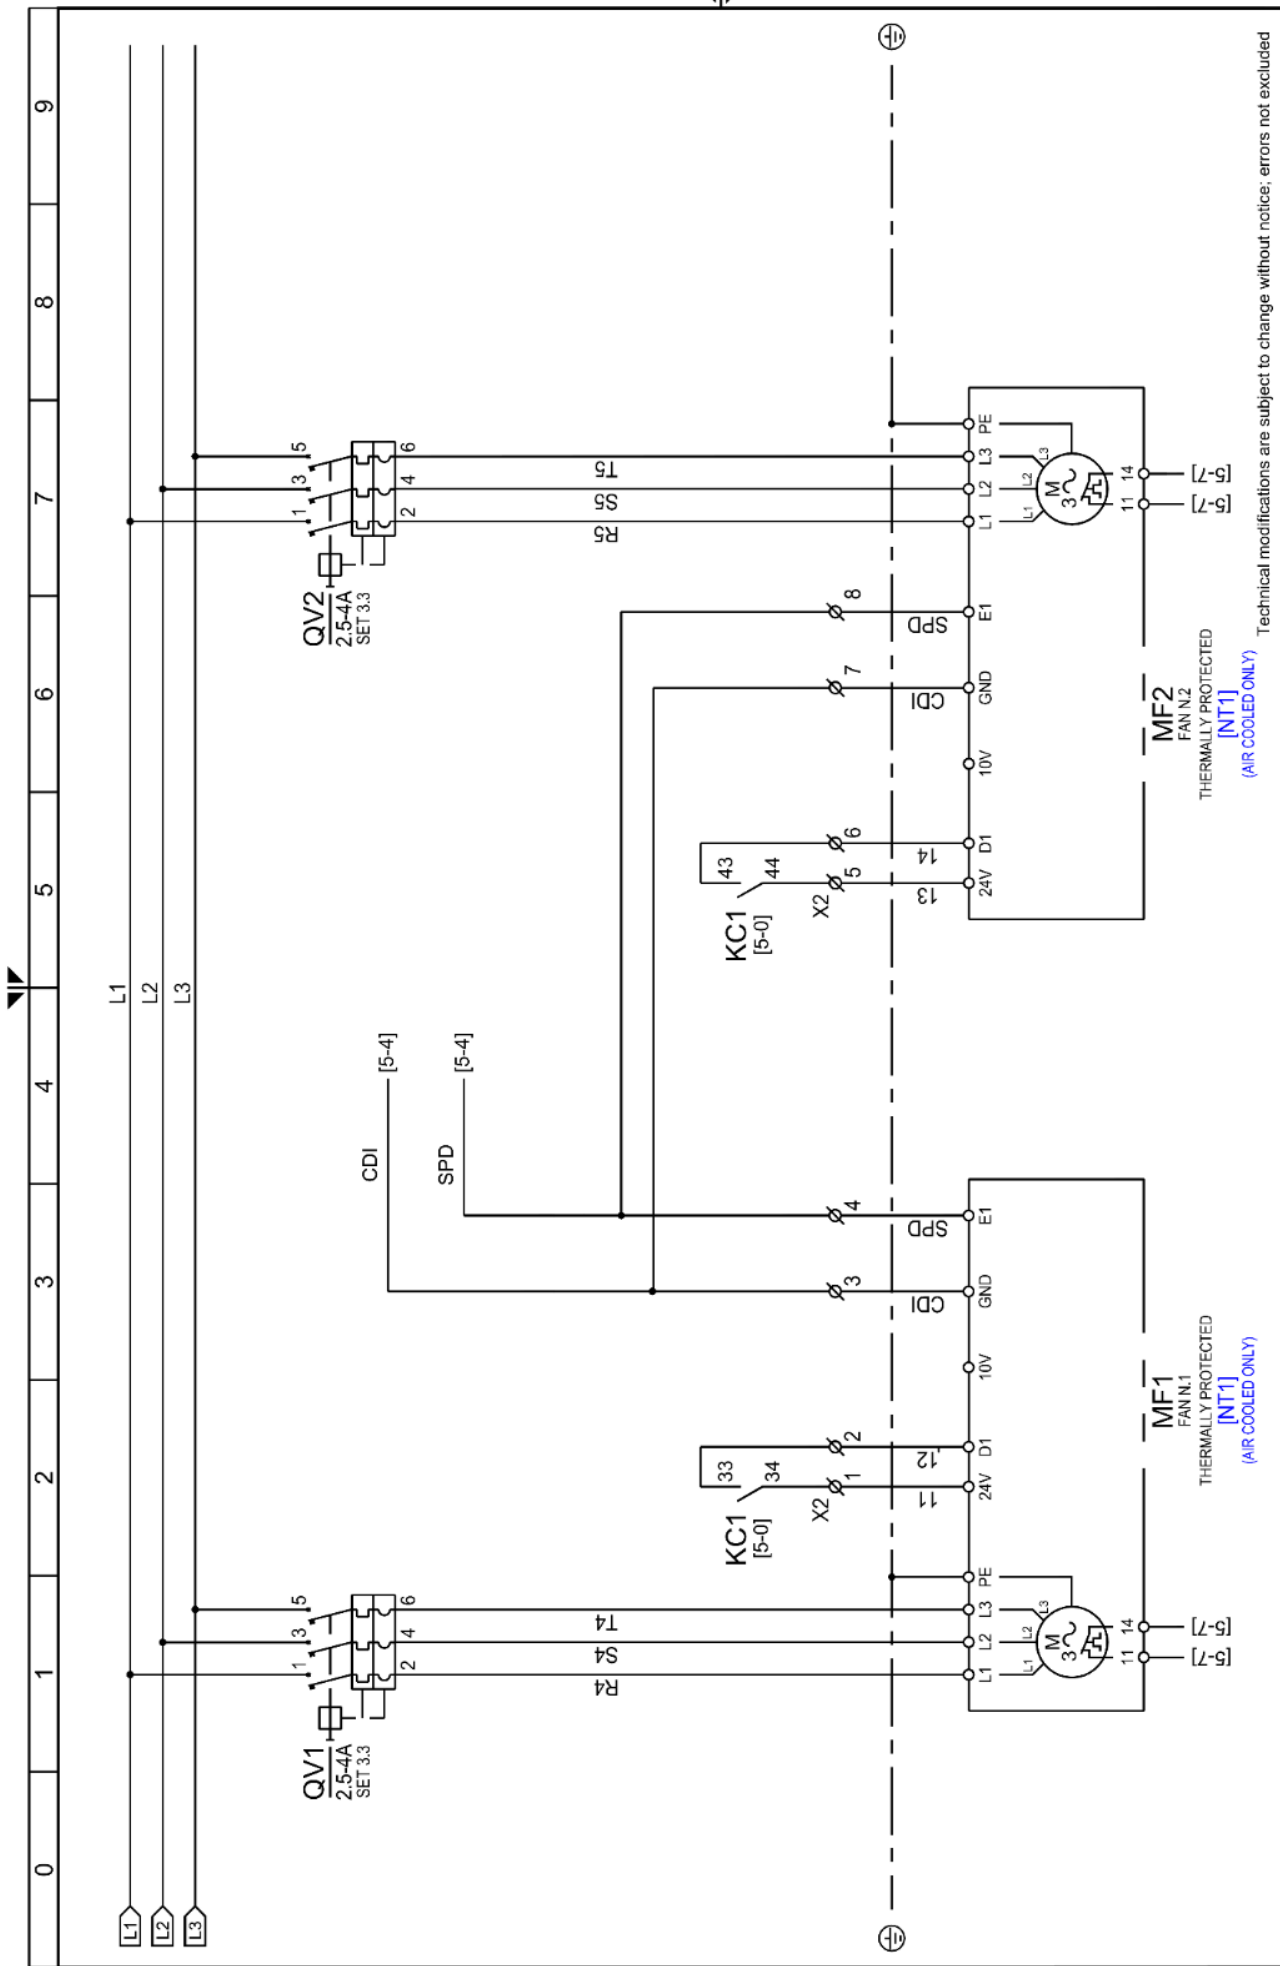 0 1 2 3 4 5 6 7 8 9
L1 L1
L2 L2
L3 L3
QV1
2.5-4A
SET 3.3
1 3 5
2 4 6
R4 S4 T4
QV2
2.5-4A
SET 3.3
1 3 5
2 4 6
R5 S5 T5
CDI [5-4]
SPD [5-4]
KC1
[5-0]
33
34
X2 1 2 3 4
11 12 CDI SPD
KC1
[5-0]
43
44
X2 5 6 7 8
13 14 CDI SPD
L1 L2 L3 PE 24V D1 10V GND E1
L1 L2 L3
M
3
11 14
[5-7] [5-7]
MF1
FAN N.1
THERMALLY PROTECTED
[NT1]
(AIR COOLED ONLY)
24V D1 10V GND E1 L1 L2 L3 PE
L1 L2 L3
M
3
11 14
[5-7] [5-7]
MF2
FAN N.2
THERMALLY PROTECTED
[NT1]
(AIR COOLED ONLY)
Technical modifications are subject to change without notice; errors not excluded